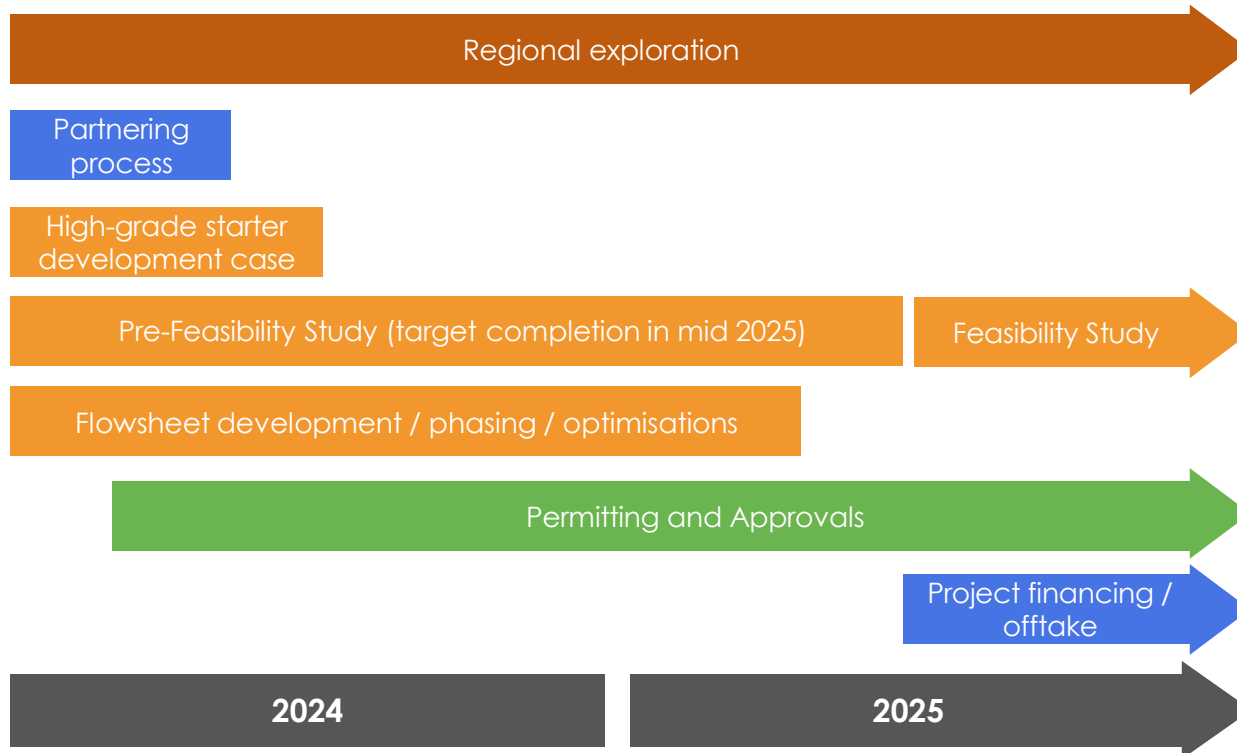 Regional exploration
Partnering
process
High-grade starter
development case
Pre-Feasibility Study (target completion in mid 2025)
Feasibility Study
Flowsheet development / phasing / optimisations
Permitting and Approvals
Project financing /
offtake
2024
2025